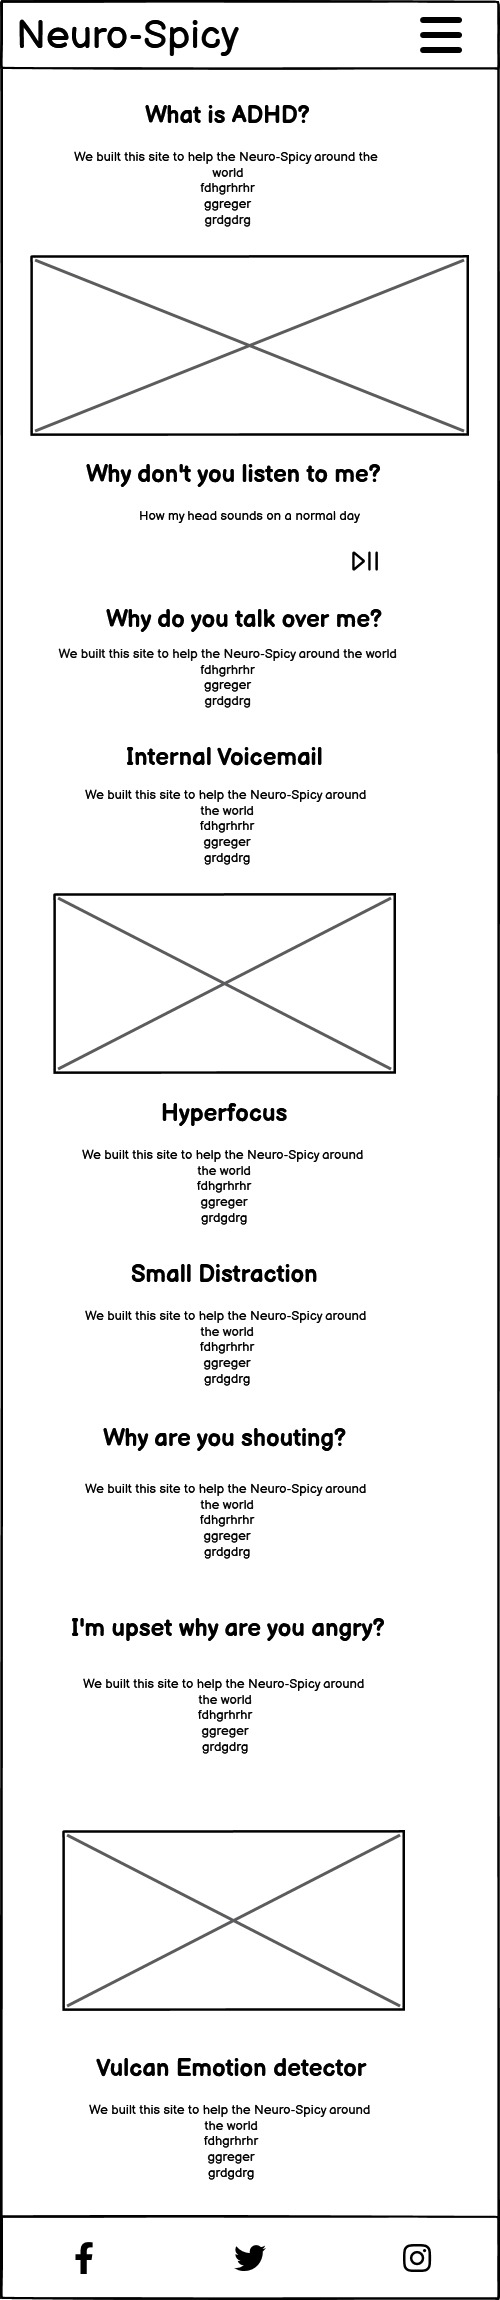 Neuro-Spicy
What is ADHD?
We built this site to help the Neuro-Spicy around the
world
fdhgrhrhr
ggreger
grdgdrg
Why don't you listen to me?
How my head sounds on a normal day
Why do you talk over me?
We built this site to help the Neuro-Spicy around the world
fdhgrhrhr
ggreger
grdgdrg
Internal Voicemail
We built this site to help the Neuro-Spicy around
the world
fdhgrhrhr
ggreger
grdgdrg
Hyperfocus
We built this site to help the Neuro-Spicy around
the world
fdhgrhrhr
ggreger
grdgdrg
Small Distraction
We built this site to help the Neuro-Spicy around
the world
fdhgrhrhr
ggreger
grdgdrg
Why are you shouting?
We built this site to help the Neuro-Spicy around
the world
fdhgrhrhr
ggreger
grdgdrg
I'm upset why are you angry?
We built this site to help the Neuro-Spicy around
the world
fdhgrhrhr
ggreger
grdgdrg
Vulcan Emotion detector
We built this site to help the Neuro-Spicy around
the world
fdhgrhrhr
ggreger
grdgdrg